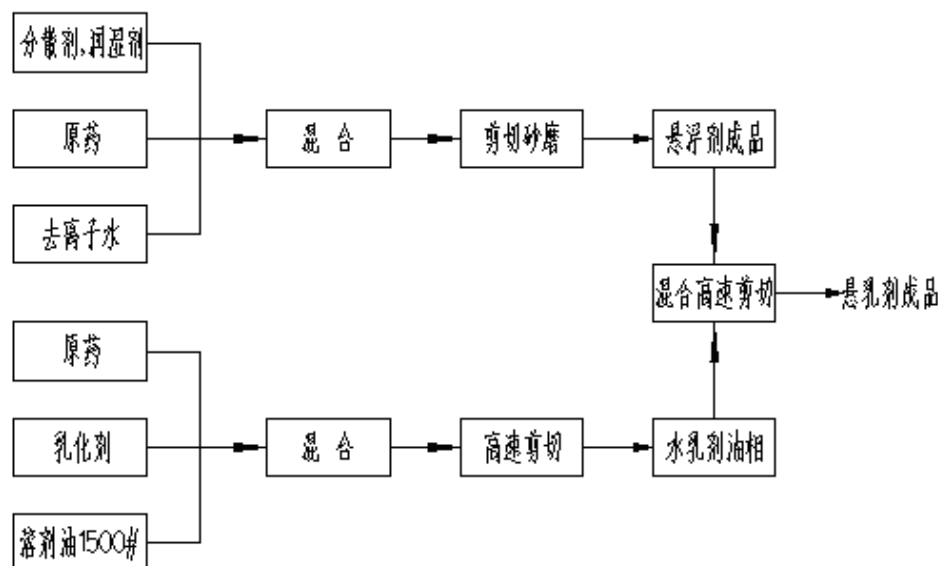 分散剂,润湿剂
原药
去离子水
混合
剪切砂磨
悬浮剂成品
混合高速剪切
悬乳剂成品
原药
乳化剂
溶剂油1500#
混合
高速剪切
水乳剂油相